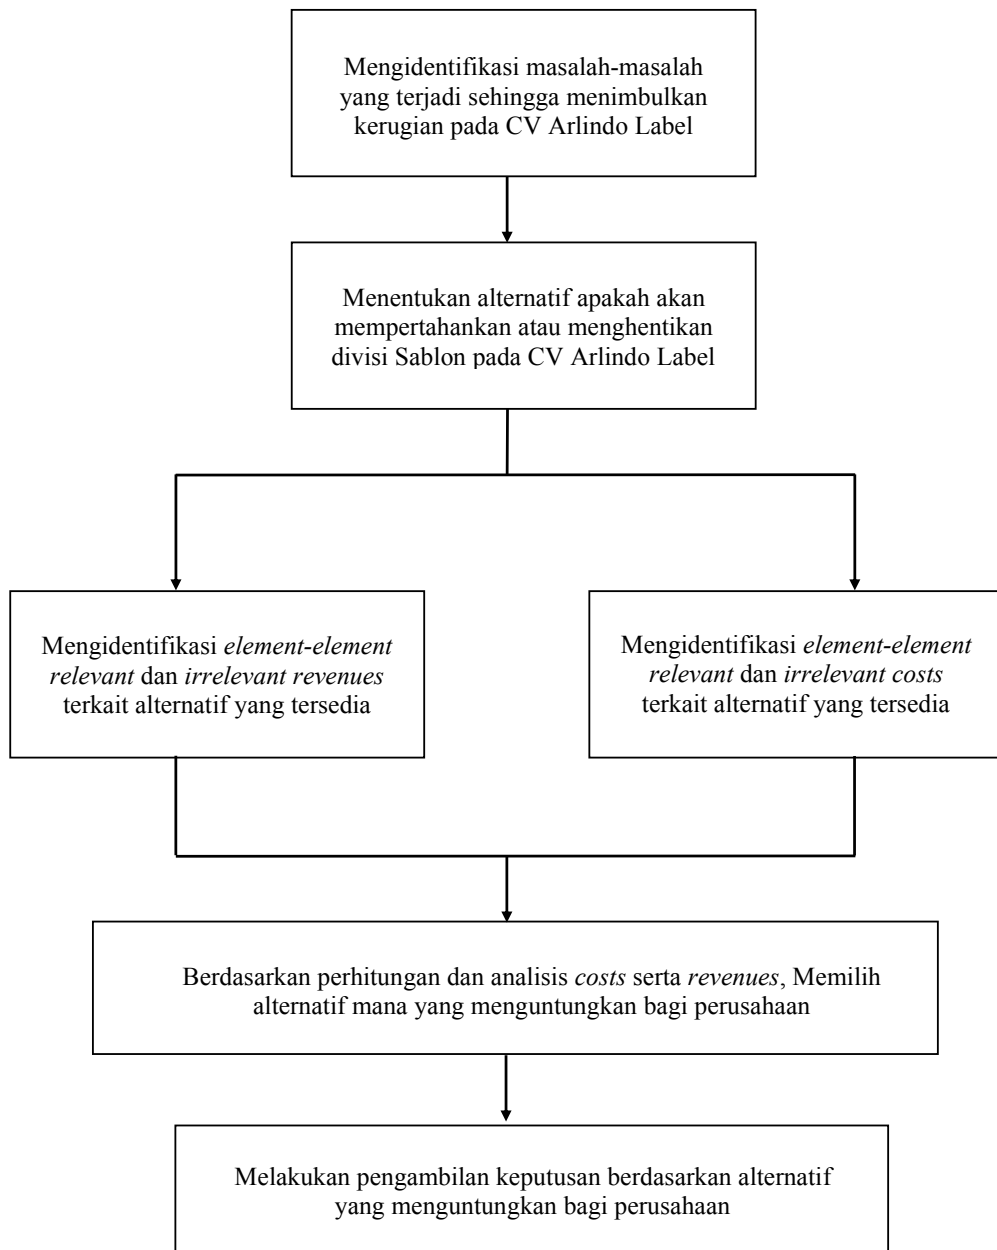 Mengidentifikasi masalah-masalah
yang terjadi sehingga menimbulkan
kerugian pada CV Arlindo Label
Menentukan alternatif apakah akan
mempertahankan atau menghentikan
divisi Sablon pada CV Arlindo Label
Mengidentifikasi element-element
relevant dan irrelevant revenues
terkait alternatif yang tersedia
Mengidentifikasi element-element
relevant dan irrelevant costs
terkait alternatif yang tersedia
Berdasarkan perhitungan dan analisis costs serta revenues, Memilih
alternatif mana yang menguntungkan bagi perusahaan
Melakukan pengambilan keputusan berdasarkan alternatif
yang menguntungkan bagi perusahaan